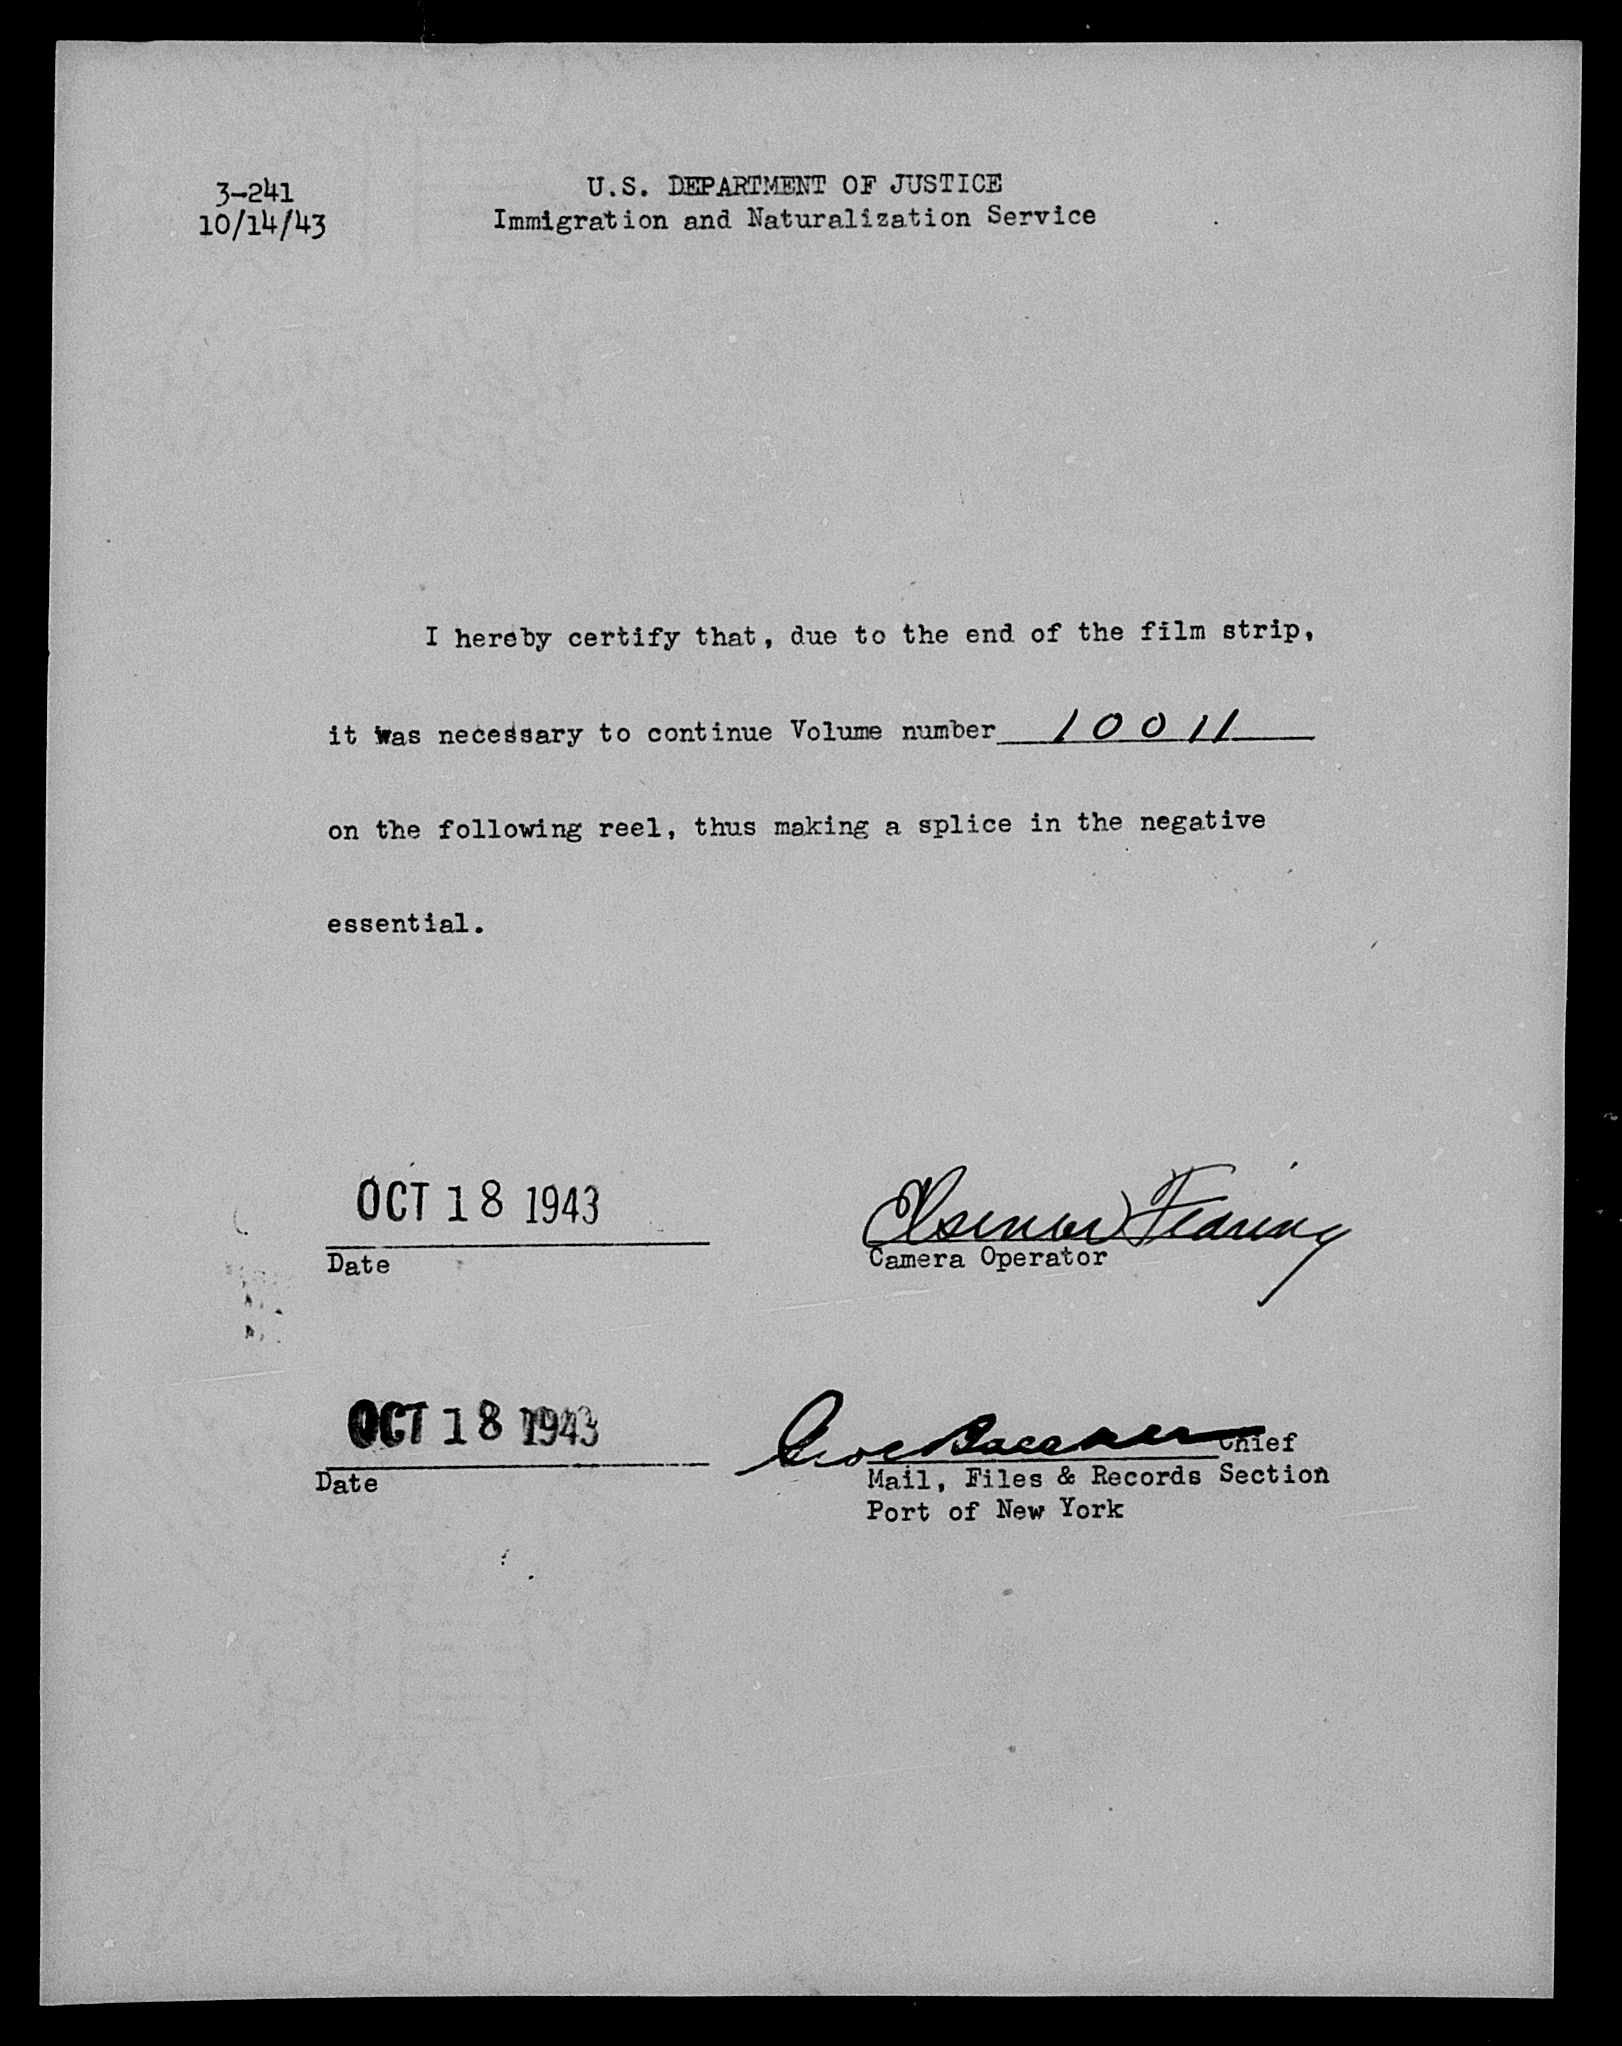 3-241
10/14/43
U.S. DEPARTMENT OF JUSTICE
Immigration and Naturalization Service
I hereby certify that, due to the end of the film strip,
it was necessary to continue Volume number 10011
on the following reel, thus making a splice in the negative
essential.
OCT 18 1943
Date
Camera Operator
OCT 18 1943
Date
Chief
Mail, Files & Records Section
Port of New York